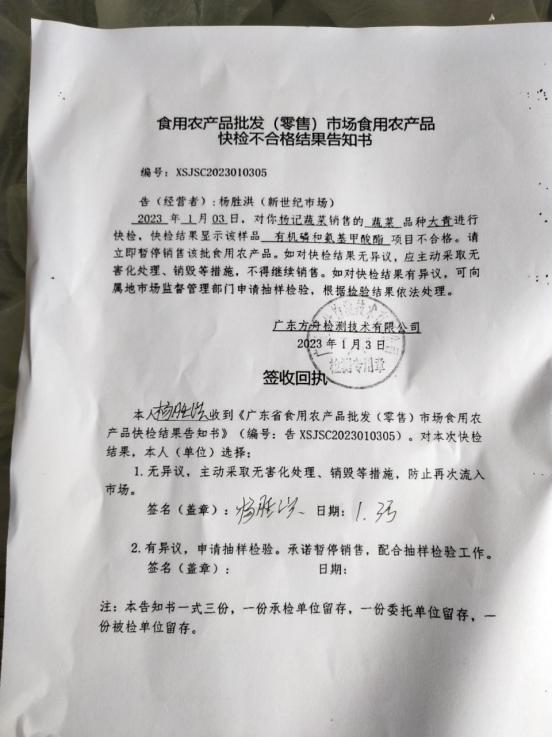 食用农产品批发（零售）市场食用农产品
快检不合格结果告知书
编号：XSJSC2023010305
告（经营者）：杨胜洪（新世纪市场）
2023 年 1 月 03 日，对你杨记蔬菜销售的 蔬菜 品种大青进行
快检，快检结果显示该样品 有机磷和氨基甲酸酯 项目不合格。请
立即暂停销售该批食用农产品。如对快检结果无异议，应主动采取无
害化处理、销毁等措施，不得继续销售。如对快检结果有异议，可向
属地市场监督管理部门申请抽样检验，根据检验结果依法处理。
广东方舟检测技术有限公司
2023 年 1 月 3 日
检测专用章
签收回执
本人杨胜洪收到《广东省食用农产品批发（零售）市场食用农
产品快检结果告知书》（编号：告 XSJSC2023010305）。对本次快检
结果，本人（单位）选择：
1. 无异议，主动采取无害化处理、销毁等措施，防止再次流入
市场。
签名（盖章）：杨胜洪 日期：
2. 有异议，申请抽样检验。承诺暂停销售，配合抽样检验工作。
签名（盖章）： 日期：
注：本告知书一式三份，一份承检单位留存，一份委托单位留存，一
份被检单位留存。